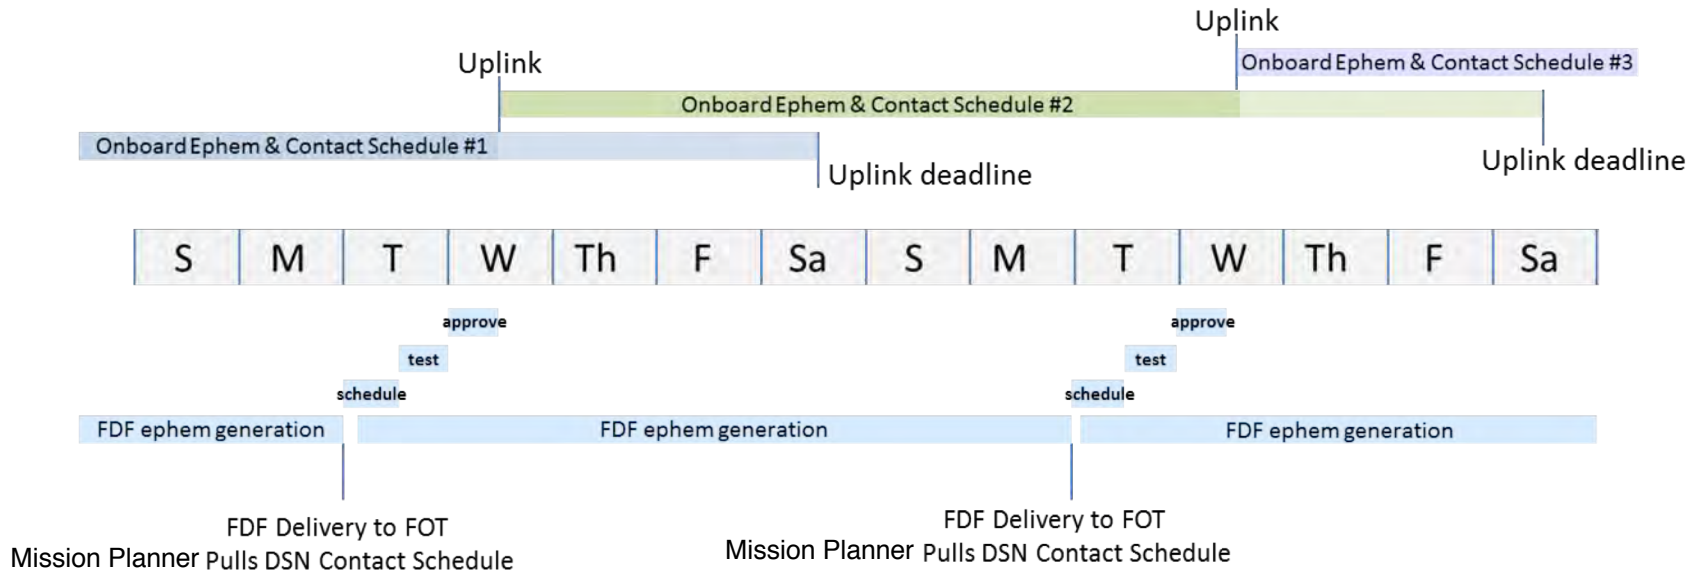 Uplink
Onboard Ephem & Contact Schedule #3
Uplink
Onboard Ephem & Contact Schedule #2
Onboard Ephem & Contact Schedule #1
Uplink deadline
Uplink deadline
S M T W Th F Sa S M T W Th F Sa
approve approve
test test
schedule schedule
FDF ephem generation FDF ephem generation FDF ephem generation
FDF Delivery to FOT
Mission Planner Pulls DSN Contact Schedule
FDF Delivery to FOT
Mission Planner Pulls DSN Contact Schedule